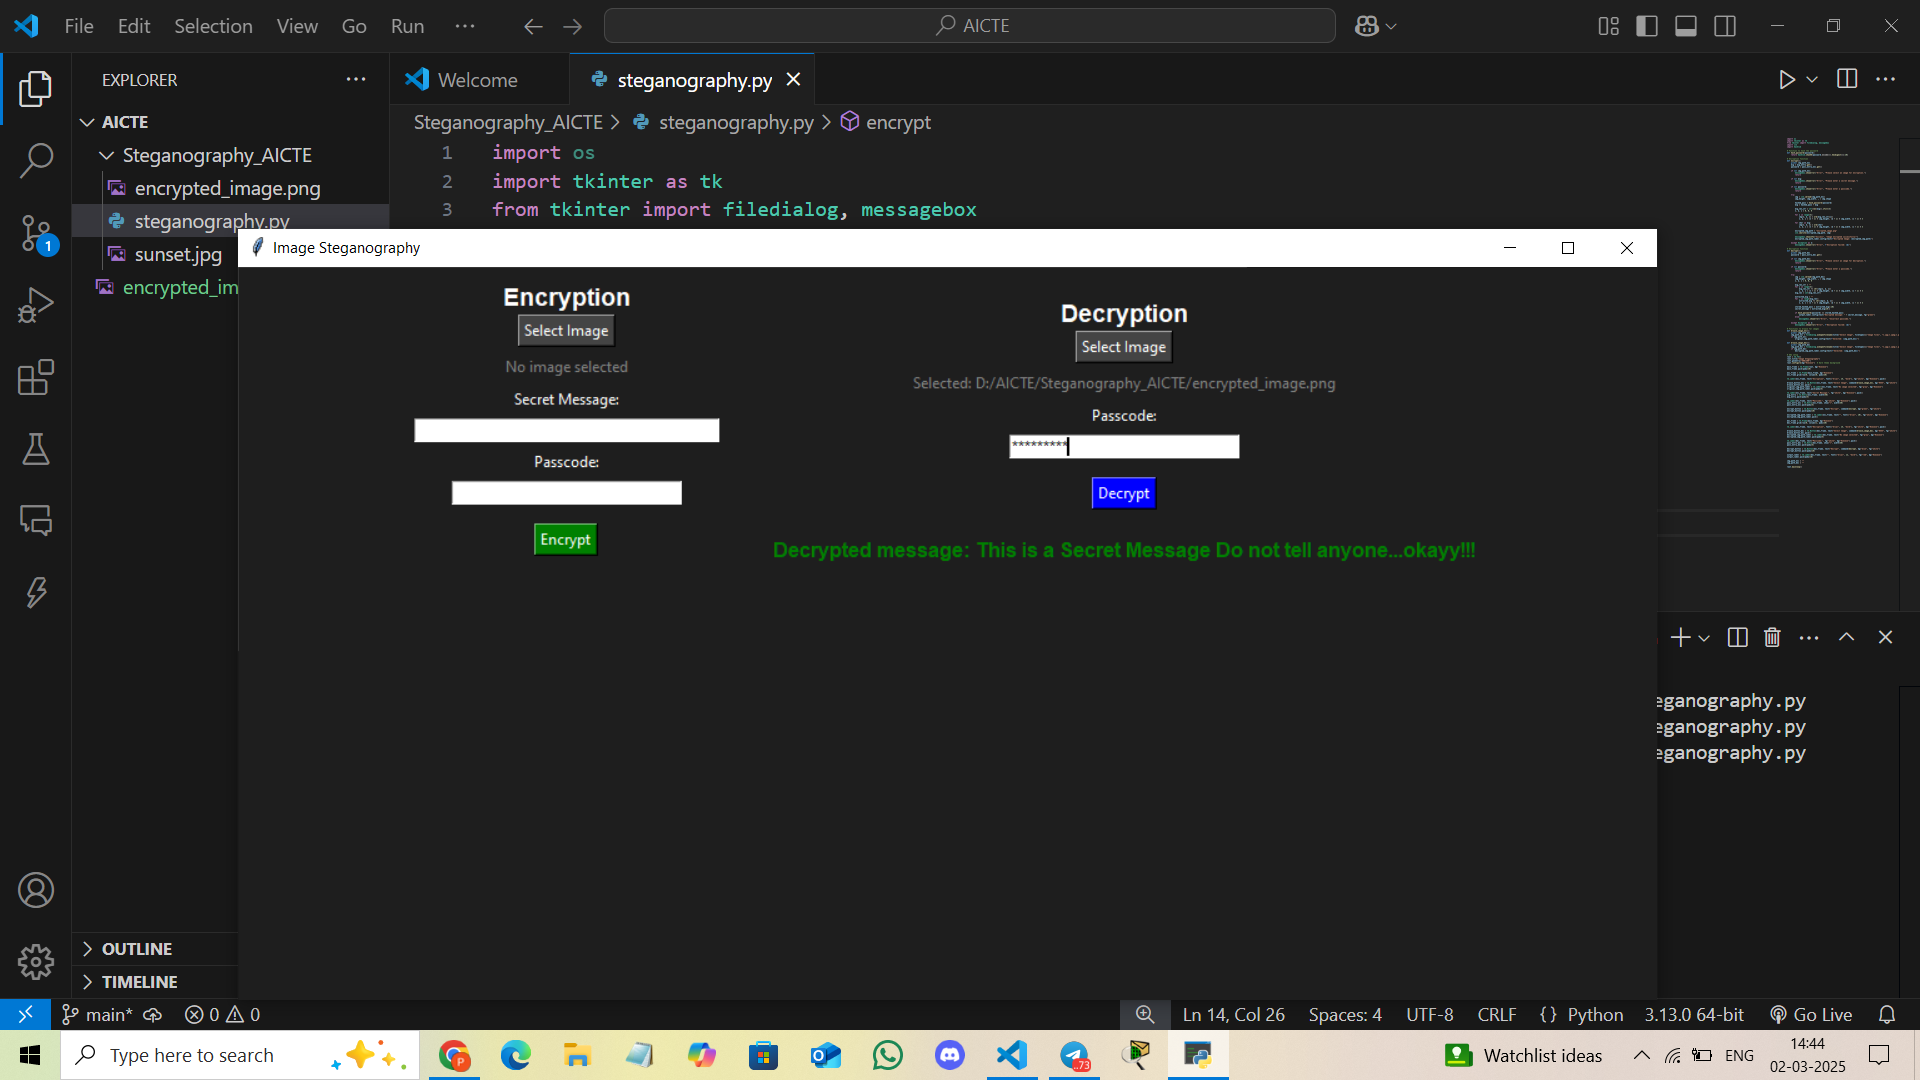 File Edit Selection View Go Run ... AICTE
EXPLORER ...
Welcome steganography.py
AICTE
Steganography_AICTE
encrypted_image.png
steganography.py
sunset.jpg
encrypted_im
Steganography_AICTE > steganography.py > encrypt
1 import os
2 import tkinter as tk
3 from tkinter import filedialog, messagebox
Image Steganography
Encryption
Select Image
No image selected
Secret Message:
Passcode:
Encrypt
Decryption
Select Image
Selected: D:/AICTE/Steganography_AICTE/encrypted_image.png
Passcode:
*********
Decrypt
Decrypted message: This is a Secret Message Do not tell anyone...okayy!!!
eganography.py
eganography.py
eganography.py
OUTLINE
TIMELINE
1
main* 0 0 Ln 14, Col 26 Spaces: 4 UTF-8 CRLF {} Python 3.13.0 64-bit Go Live
Type here to search
P
..73
Watchlist ideas
ENG
14:44
02-03-2025